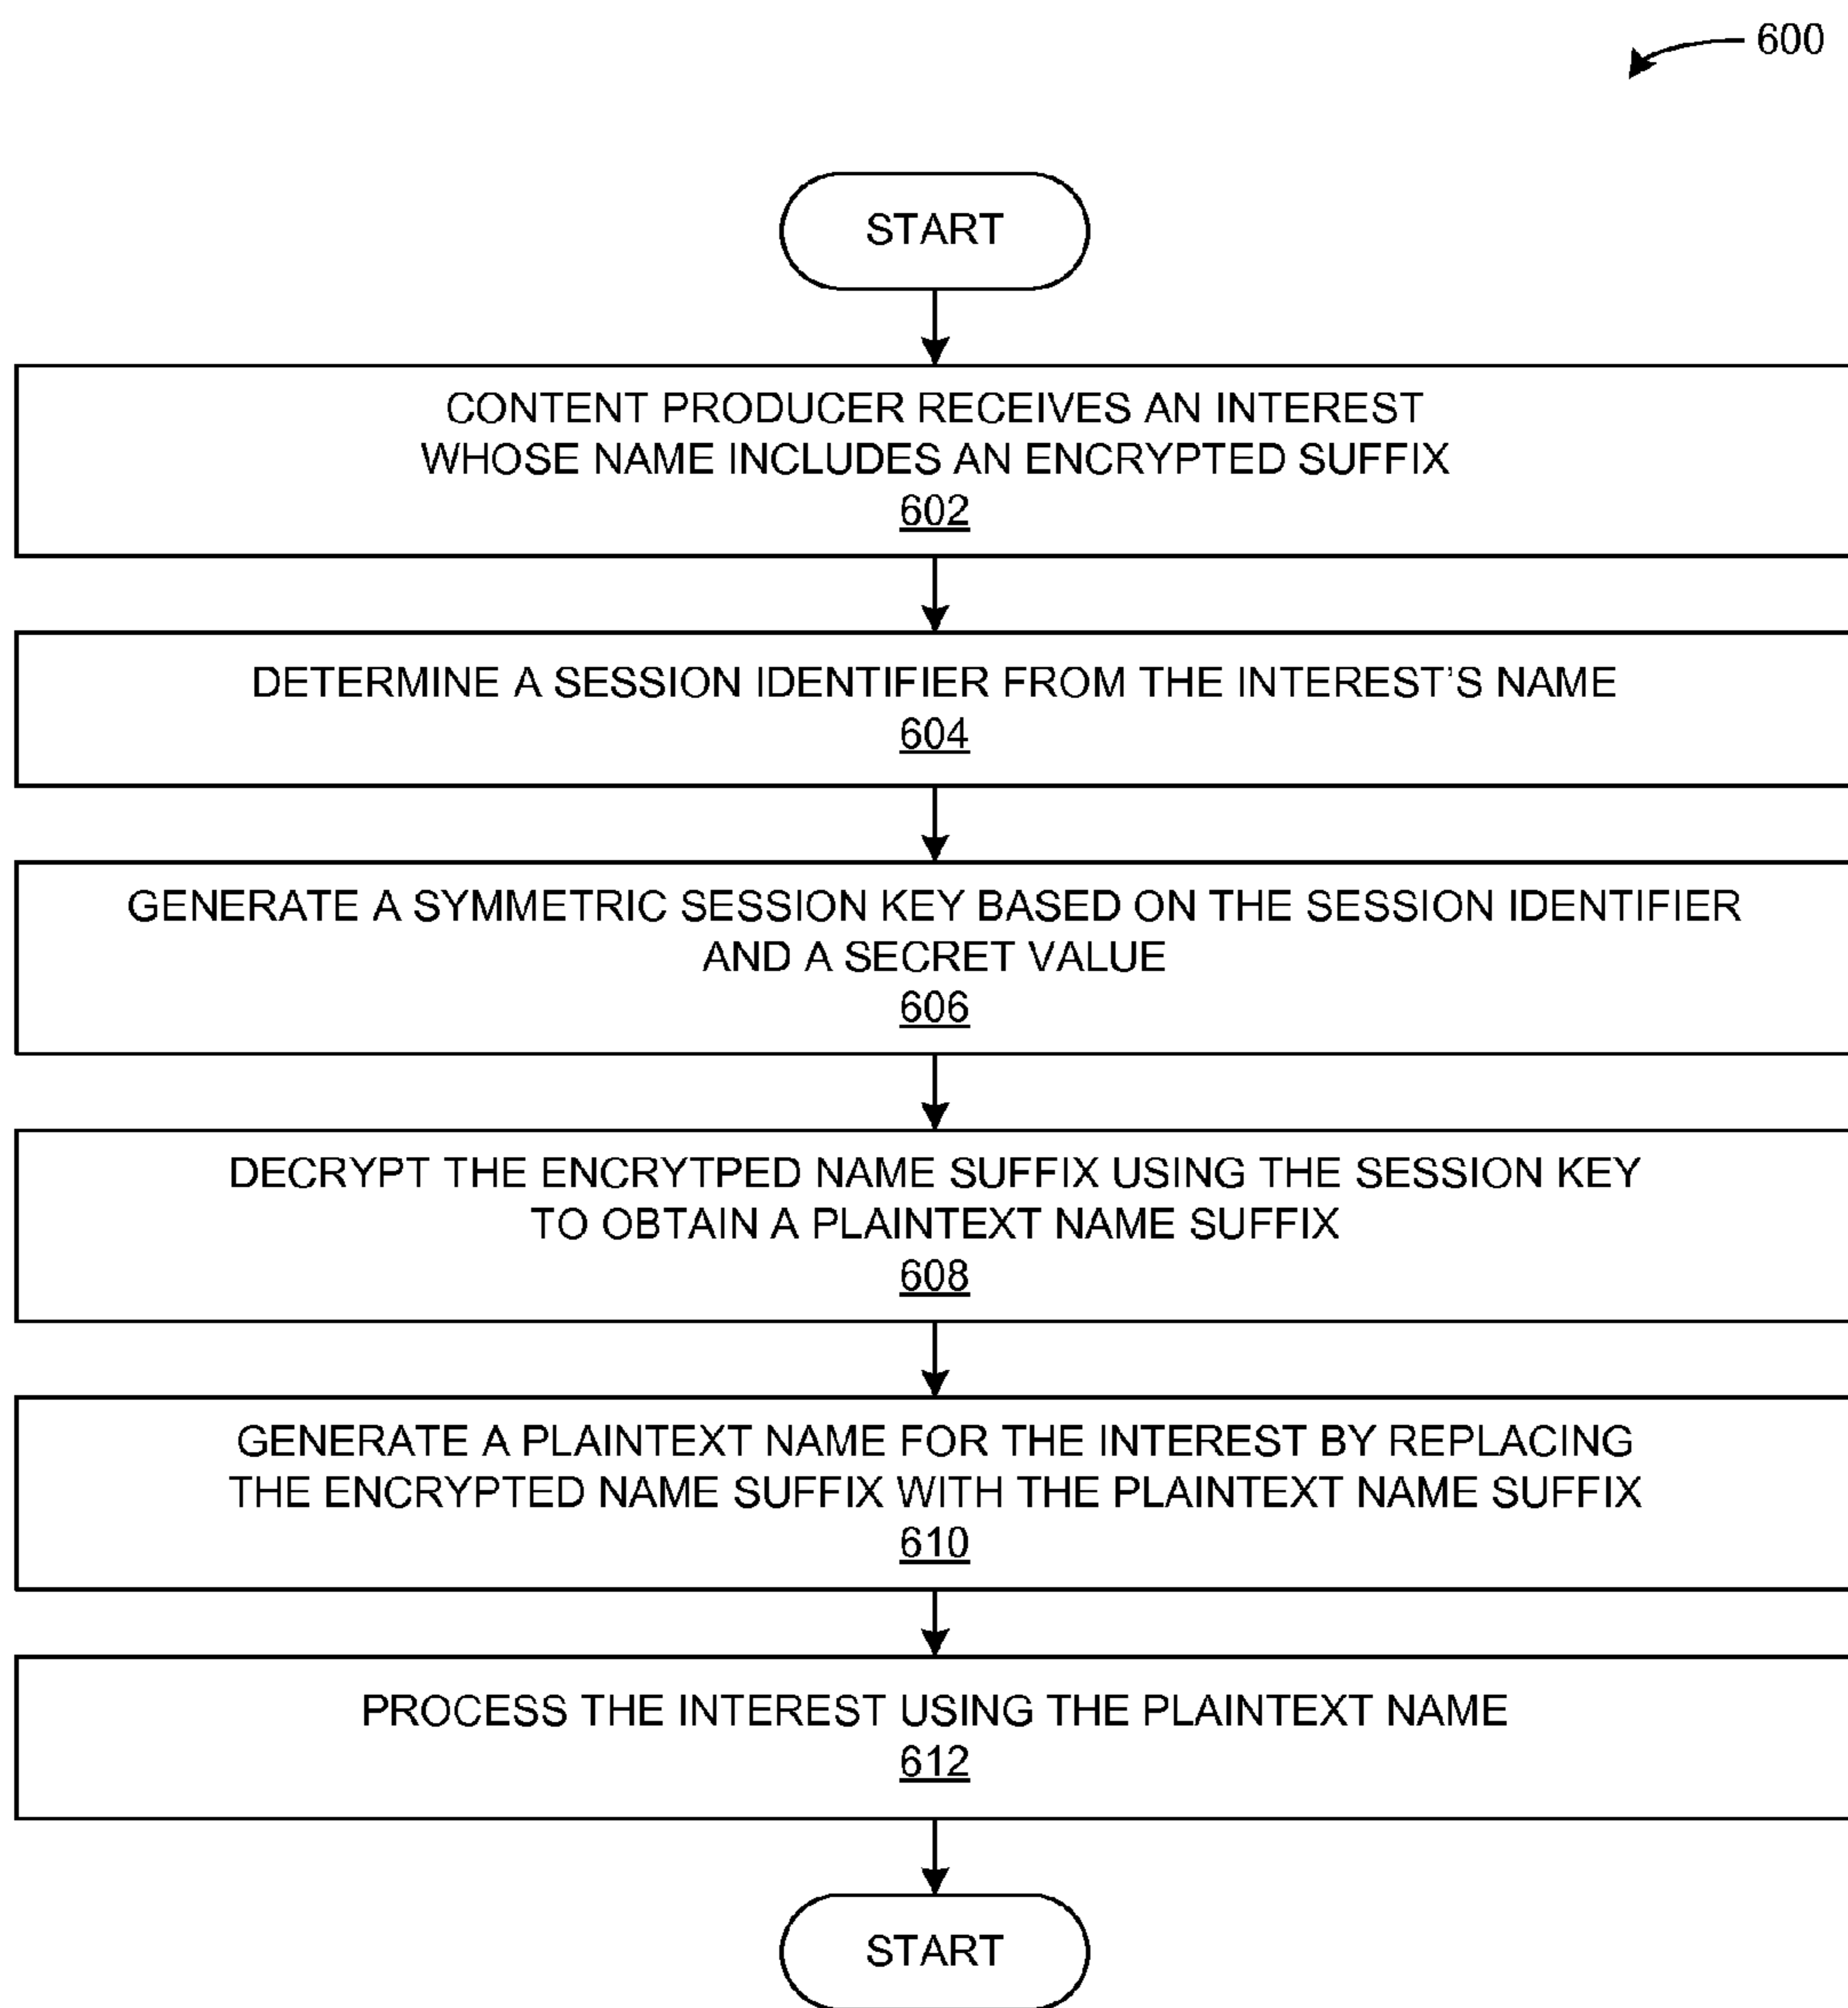 600
START
CONTENT PRODUCER RECEIVES AN INTEREST
WHOSE NAME INCLUDES AN ENCRYPTED SUFFIX
602
DETERMINE A SESSION IDENTIFIER FROM THE INTEREST'S NAME
604
GENERATE A SYMMETRIC SESSION KEY BASED ON THE SESSION IDENTIFIER
AND A SECRET VALUE
606
DECRYPT THE ENCRYTPED NAME SUFFIX USING THE SESSION KEY
TO OBTAIN A PLAINTEXT NAME SUFFIX
608
GENERATE A PLAINTEXT NAME FOR THE INTEREST BY REPLACING
THE ENCRYPTED NAME SUFFIX WITH THE PLAINTEXT NAME SUFFIX
610
PROCESS THE INTEREST USING THE PLAINTEXT NAME
612
START